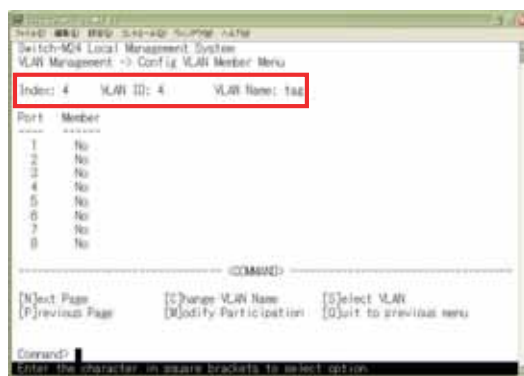 Switch-M24 Local Management System
VLAN Management -> Config VLAN Member Menu
Index: 4 VLAN ID: 4 VLAN Name: tag
Port Member
---- ------
1 No
2 No
3 No
4 No
5 No
6 No
7 No
8 No
<COMMAND>
[N]ext Page [C]hange VLAN Name [S]elect VLAN
[P]revious Page [M]odify Participation [Q]uit to previous menu
Command>
Enter the character in square brackets to select option